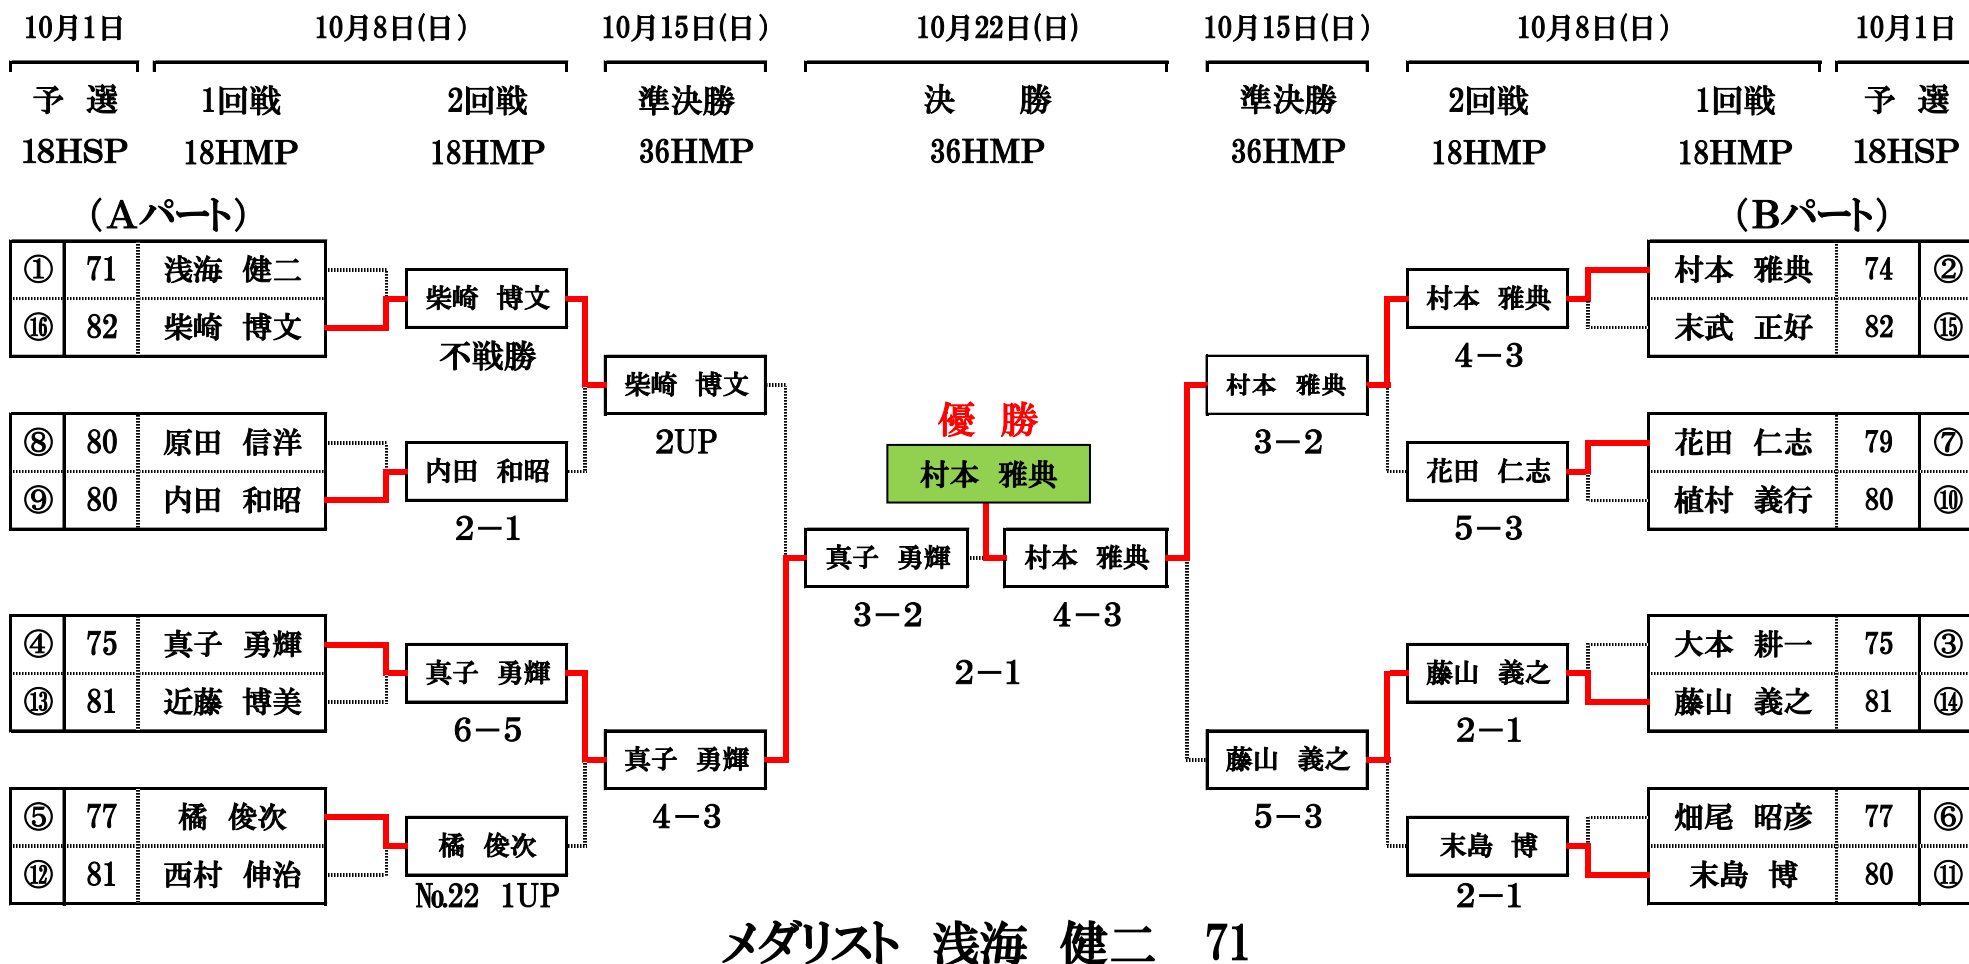 10月1日 10月8日(日) 10月15日(日) 10月22日(日) 10月15日(日) 10月8日(日) 10月1日
予 選 1回戦 2回戦 準決勝 決 勝 準決勝 2回戦 1回戦 予 選
18HSP 18HMP 18HMP 36HMP 36HMP 36HMP 18HMP 18HMP 18HSP
(Aパート) (Bパート)
① 71 浅海 健二 村本 雅典 74 ②
柴崎 博文 村本 雅典
⑯ 82 柴崎 博文 末武 正好 82 ⑮
不戦勝 4-3
柴崎 博文 村本 雅典
優 勝
⑧ 80 原田 信洋 2UP 3-2 花田 仁志 79 ⑦
内田 和昭 村本 雅典 花田 仁志
⑨ 80 内田 和昭 植村 義行 80 ⑩
2-1 5-3
真子 勇輝 村本 雅典
3-2 4-3
④ 75 真子 勇輝 大本 耕一 75 ③
真子 勇輝 2-1 藤山 義之
⑬ 81 近藤 博美 藤山 義之 81 ⑭
6-5 2-1
真子 勇輝 藤山 義之
⑤ 77 橘 俊次 4-3 5-3 畑尾 昭彦 77 ⑥
橘 俊次 末島 博
⑫ 81 西村 伸治 末島 博 80 ⑪
№22 1UP 2-1
メダリスト 浅海 健二 71